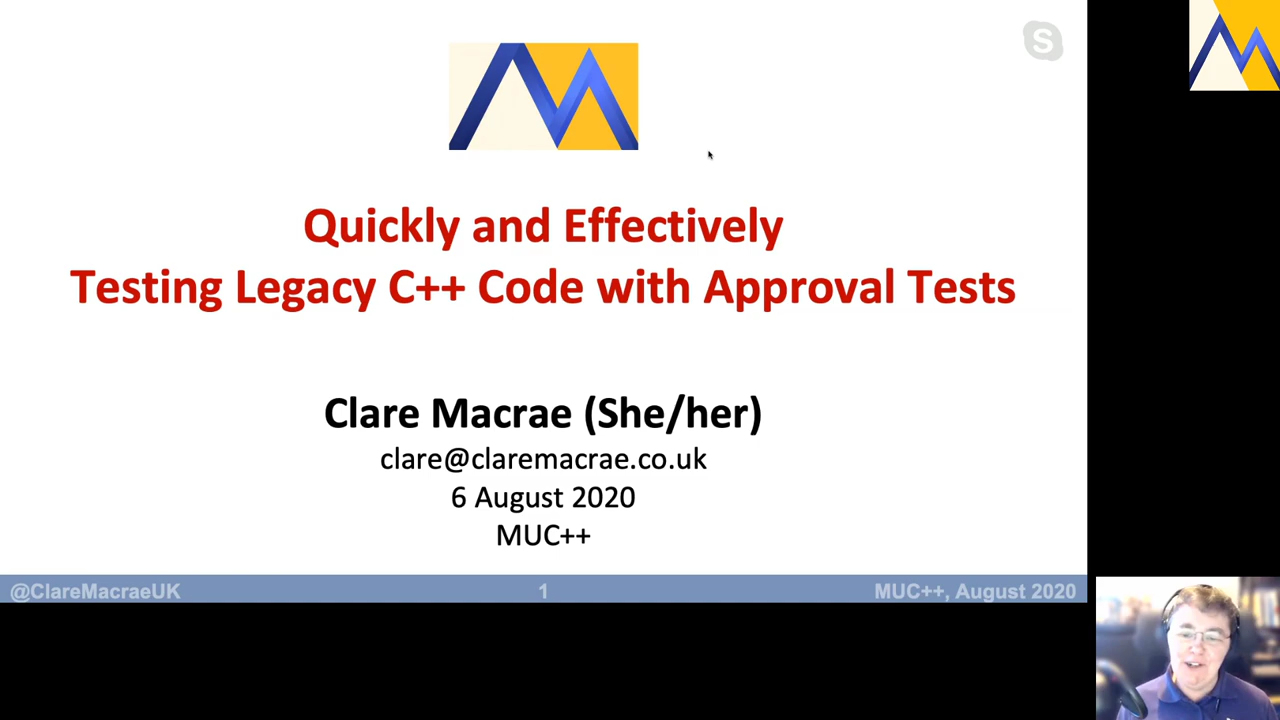 Quickly and Effectively
Testing Legacy C++ Code with Approval Tests
Clare Macrae (She/her)
clare@claremacrae.co.uk
6 August 2020
MUC++
@ClareMacraeUK
1
MUC++, August 2020
S